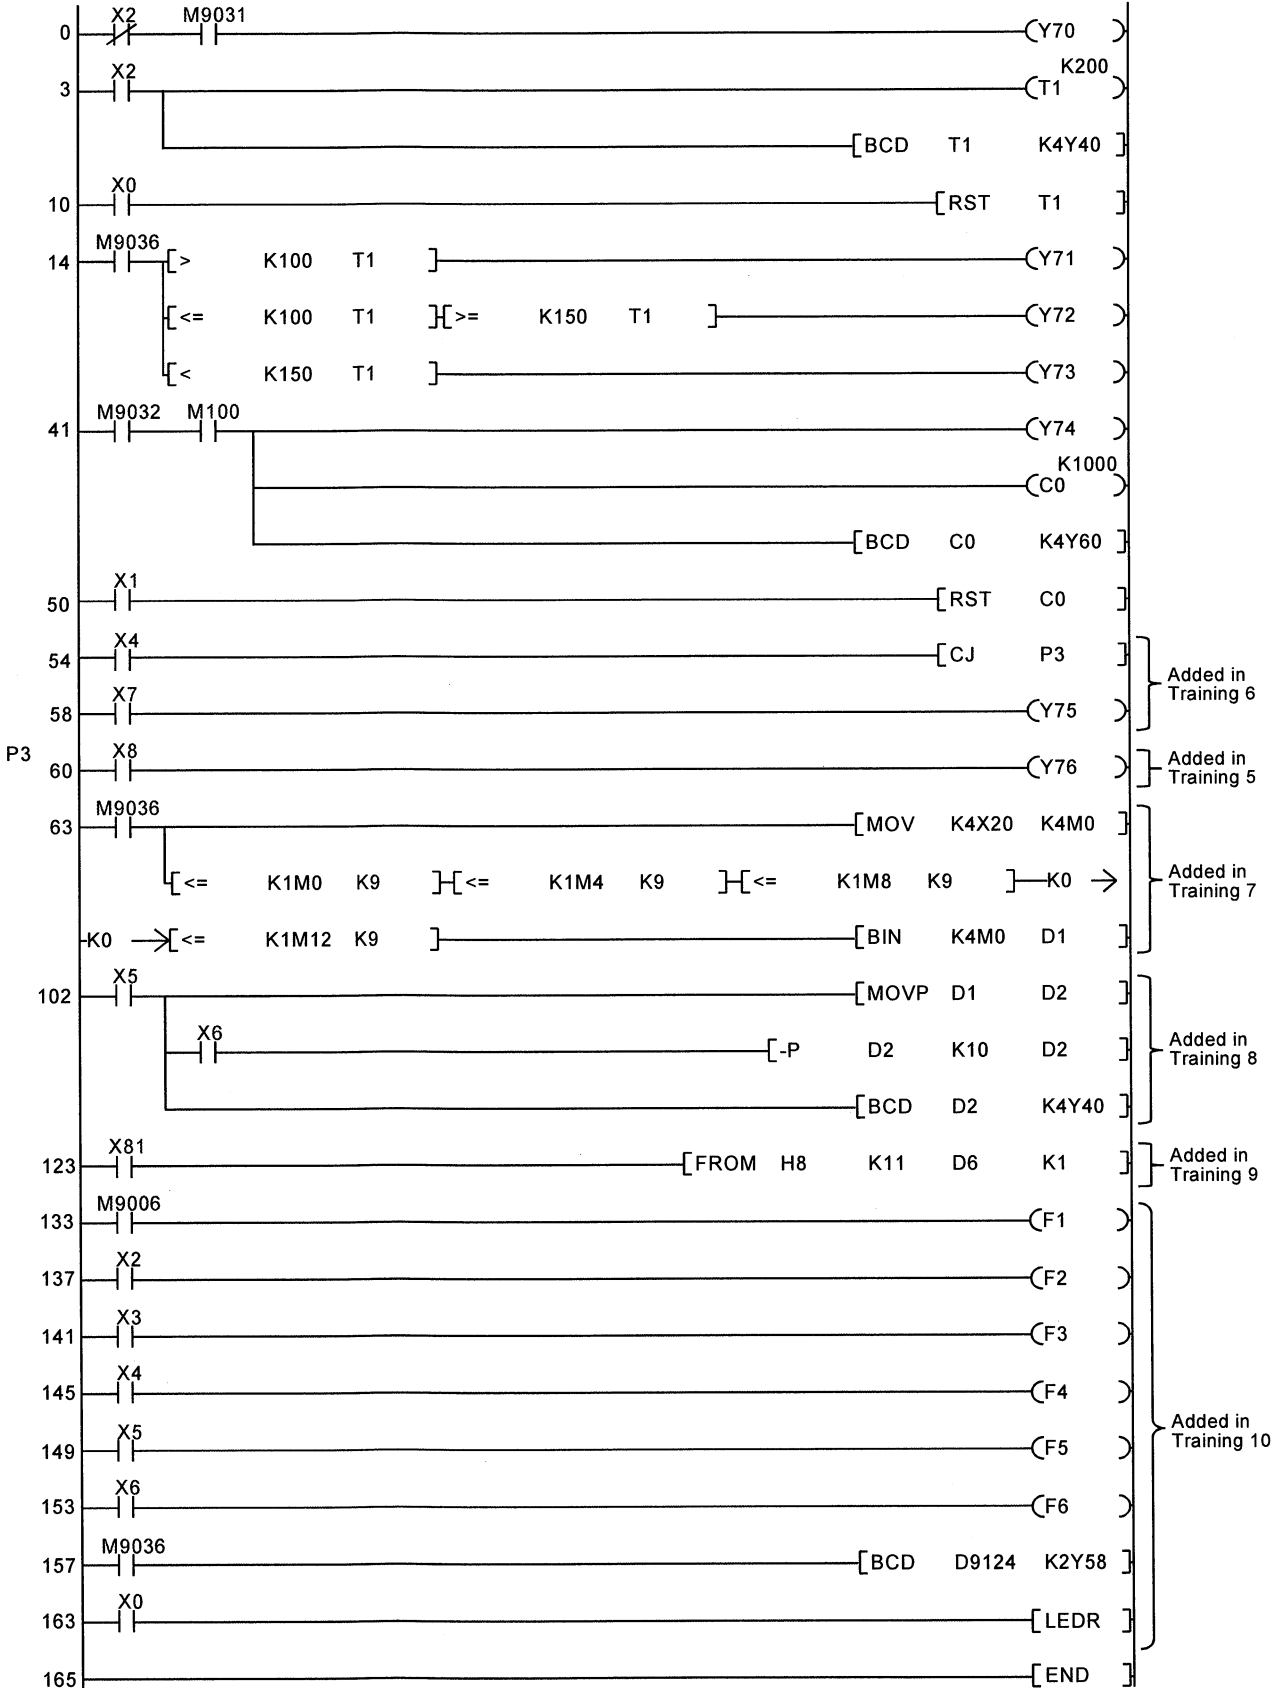 X2 M9031
0 Y70
X2 K200
3 T1
BCD T1 K4Y40
X0
10 RST T1
M9036
14 > K100 T1 Y71
<= K100 T1 >= K150 T1 Y72
< K150 T1 Y73
M9032 M100
41 Y74
K1000
C0
BCD C0 K4Y60
X1
50 RST C0
X4
54 CJ P3
Added in
Training 6
X7
58 Y75
P3
X8
60 Y76
Added in
Training 5
M9036
63 MOV K4X20 K4M0
<= K1M0 K9 <= K1M4 K9 <= K1M8 K9 K0
Added in
Training 7
K0 <= K1M12 K9 BIN K4M0 D1
X5
102 MOVP D1 D2
X6
-P D2 K10 D2
Added in
Training 8
BCD D2 K4Y40
X81
123 FROM H8 K11 D6 K1
Added in
Training 9
M9006
133 F1
X2
137 F2
X3
141 F3
X4
145 F4
X5
149 F5
Added in
Training 10
X6
153 F6
M9036
157 BCD D9124 K2Y58
X0
163 LEDR
165 END